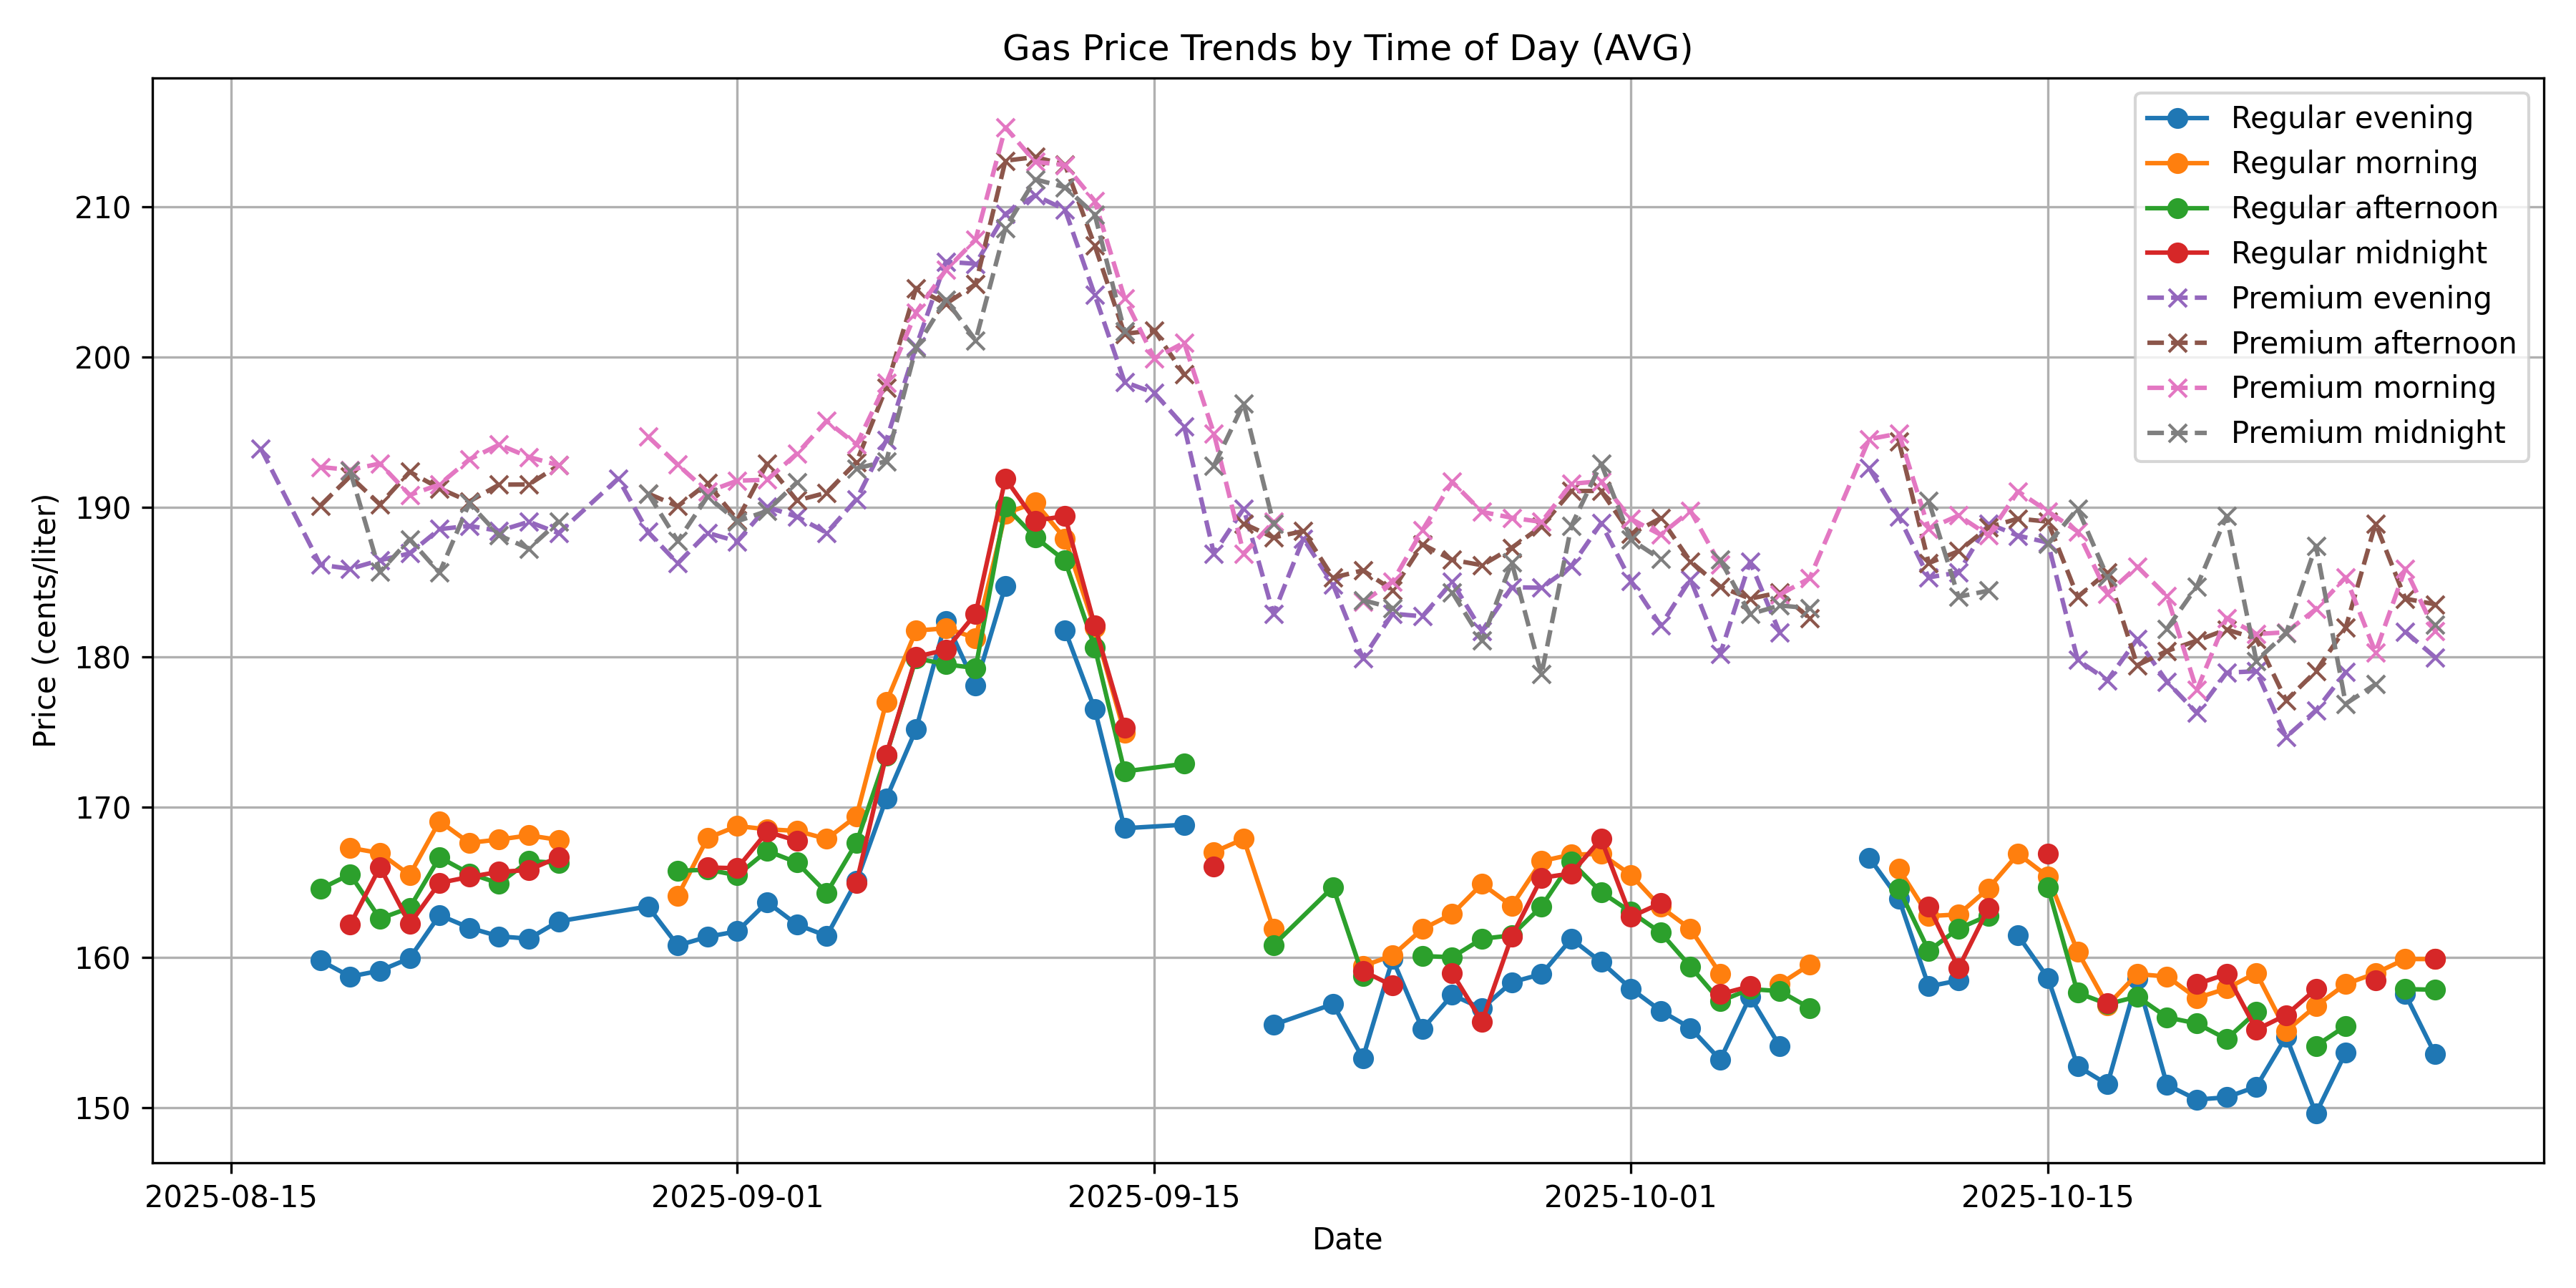 Gas Price Trends by Time of Day (AVG)
Regular evening
Regular morning
Regular afternoon
Regular midnight
Premium evening
Premium afternoon
Premium morning
Premium midnight
Price (cents/liter)
210
200
190
180
170
160
150
2025-08-15 2025-09-01 2025-09-15 2025-10-01 2025-10-15
Date